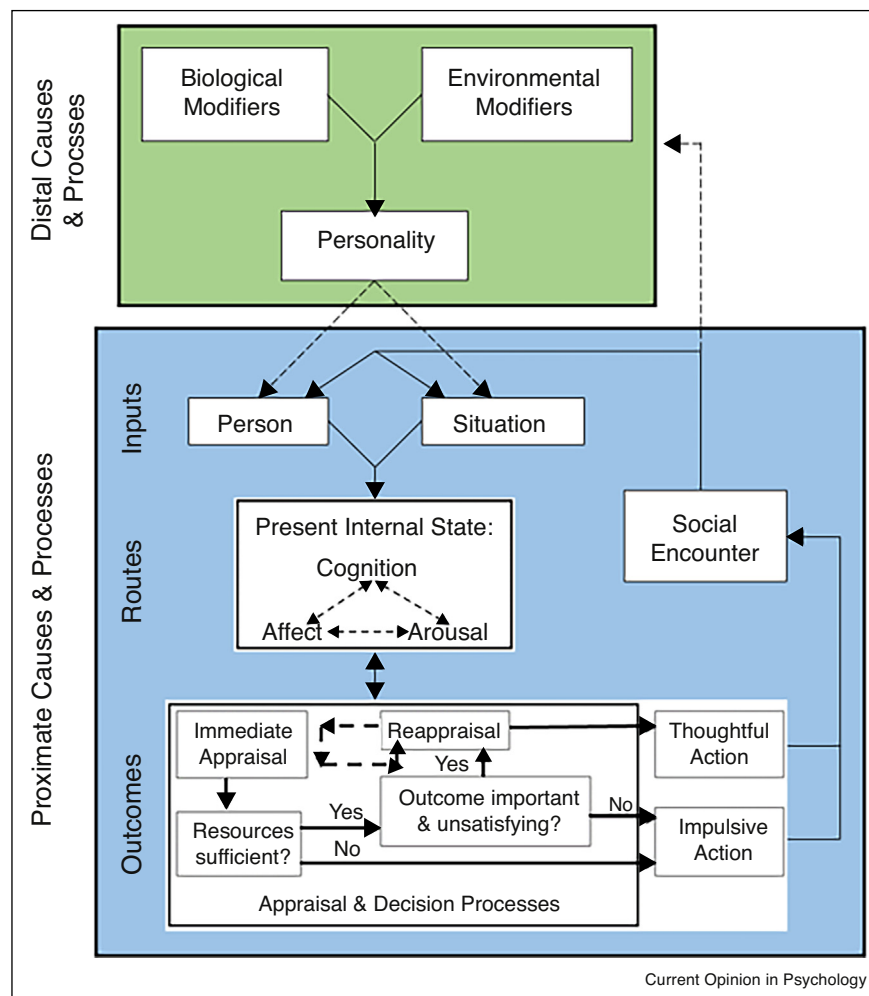 Distal Causes
& Procsses
Biological
Modifiers
Environmental
Modifiers
Personality
Proximate Causes & Processes
Inputs
Person
Situation
Routes
Present Internal State:
Cognition
Affect
Arousal
Social
Encounter
Outcomes
Immediate
Appraisal
Reappraisal
Thoughtful
Action
Yes
Resources
sufficient?
Yes
No
Outcome important
& unsatisfying?
No
Impulsive
Action
Appraisal & Decision Processes
Current Opinion in Psychology